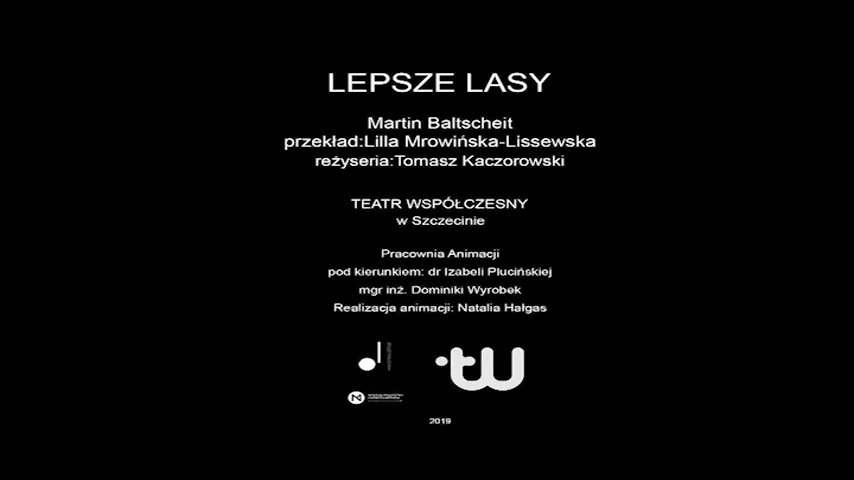 LEPSZE LASY
Martin Baltscheit
przekład:Lilla Mrowińska-Lissewska
reżyseria:Tomasz Kaczorowski
TEATR WSPÓŁCZESNY
w Szczecinie
Pracownia Animacji
pod kierunkiem: dr Izabeli Plucińskiej
mgr inż. Dominiki Wyrobek
Realizacja animacji: Natalia Hałgas
tw
2019